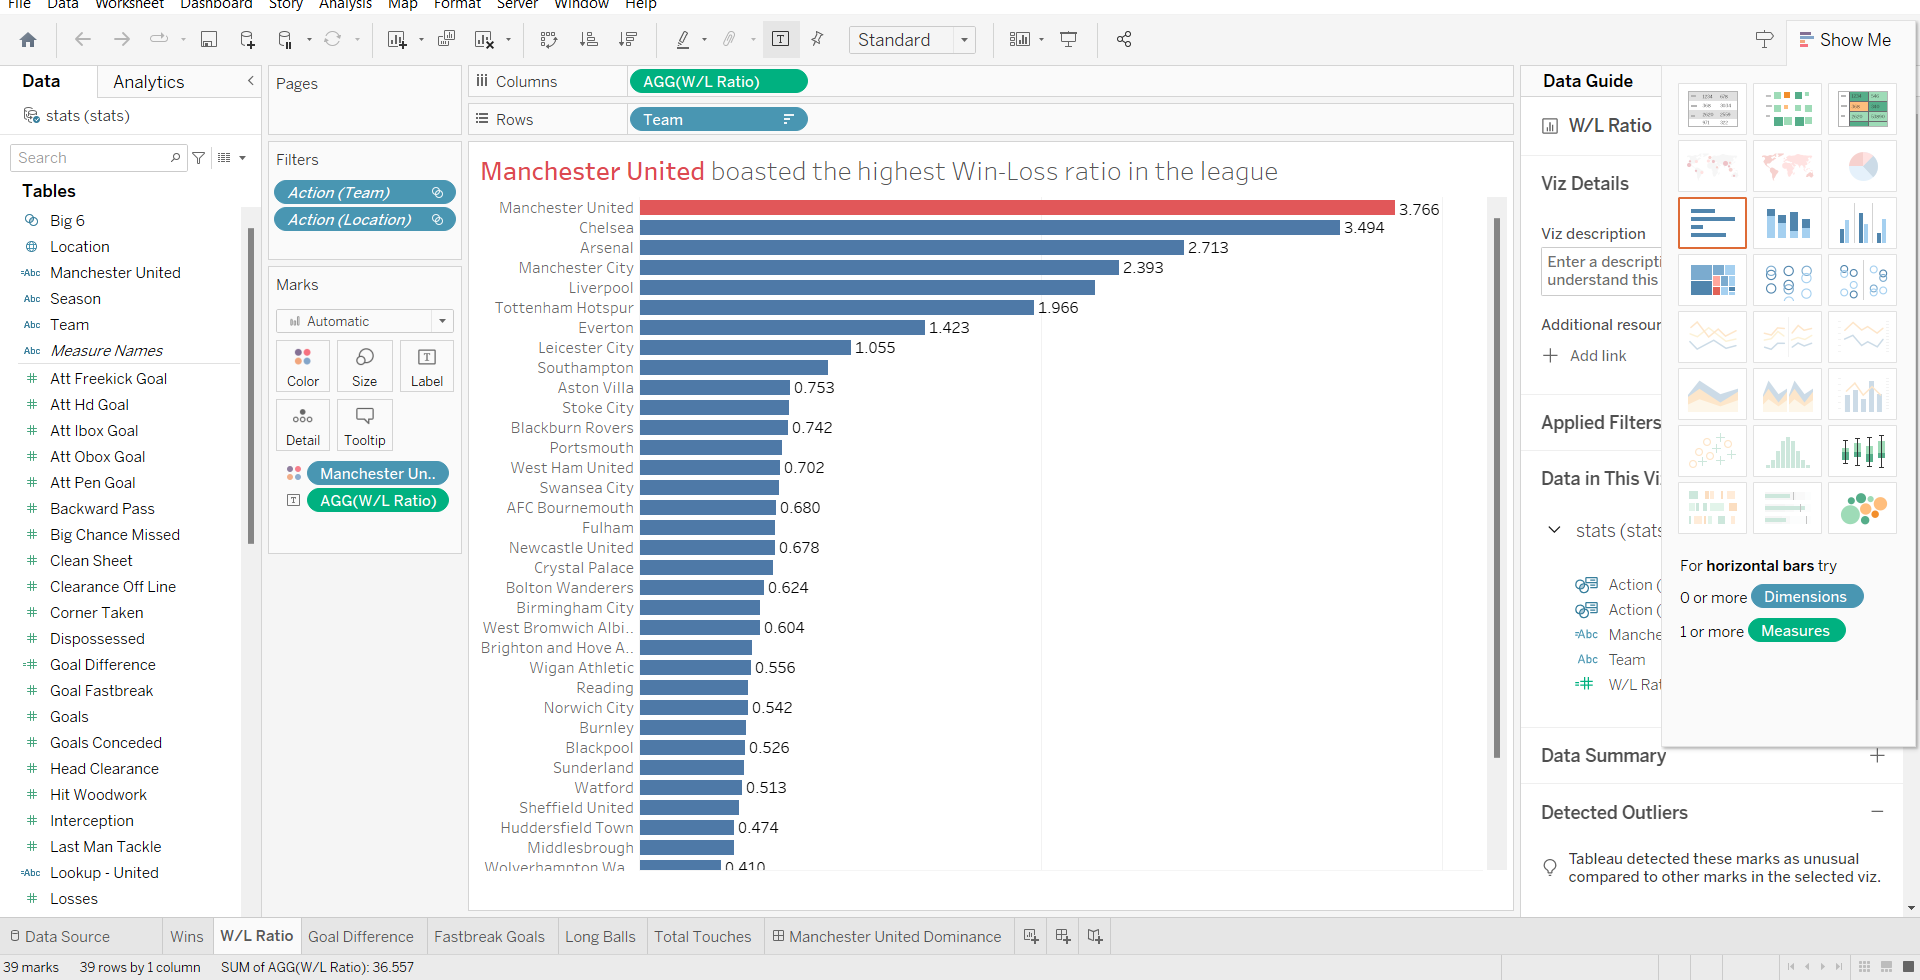 File Data Worksheet Dashboard Story Analysis Map Format Server Window Help
Standard
Show Me
Data
Analytics
stats (stats)
Search
Tables
Big 6
Location
Manchester United
Season
Team
Measure Names
Att Freekick Goal
Att Hd Goal
Att Ibox Goal
Att Obox Goal
Att Pen Goal
Backward Pass
Big Chance Missed
Clean Sheet
Clearance Off Line
Corner Taken
Dispossessed
Goal Difference
Goal Fastbreak
Goals
Goals Conceded
Head Clearance
Hit Woodwork
Interception
Last Man Tackle
Lookup - United
Losses
Pages
Filters
Action (Team)
Action (Location)
Marks
Automatic
Color
Size
Label
Detail
Tooltip
Manchester Un..
AGG(W/L Ratio)
Columns
AGG(W/L Ratio)
Rows
Team
Manchester United boasted the highest Win-Loss ratio in the league
Manchester United 3.766
Chelsea 3.494
Arsenal 2.713
Manchester City 2.393
Liverpool
Tottenham Hotspur 1.966
Everton 1.423
Leicester City 1.055
Southampton
Aston Villa 0.753
Stoke City
Blackburn Rovers 0.742
Portsmouth
West Ham United 0.702
Swansea City
AFC Bournemouth 0.680
Fulham
Newcastle United 0.678
Crystal Palace
Bolton Wanderers 0.624
Birmingham City
West Bromwich Albi.. 0.604
Brighton and Hove A..
Wigan Athletic 0.556
Reading
Norwich City 0.542
Burnley
Blackpool 0.526
Sunderland
Watford 0.513
Sheffield United
Huddersfield Town 0.474
Middlesbrough
Wolverhampton Wa.. 0.410
Data Guide
W/L Ratio
Viz Details
Viz description
Enter a descripti
understand this
Additional resour
Add link
Applied Filters
Data in This Vi
stats (stats
Action (
Action (
Manche
Team
W/L Rat
For horizontal bars try
0 or more Dimensions
1 or more Measures
Data Summary
Detected Outliers
Tableau detected these marks as unusual
compared to other marks in the selected viz.
Data Source
Wins
W/L Ratio
Goal Difference
Fastbreak Goals
Long Balls
Total Touches
Manchester United Dominance
39 marks 39 rows by 1 column SUM of AGG(W/L Ratio): 36.557